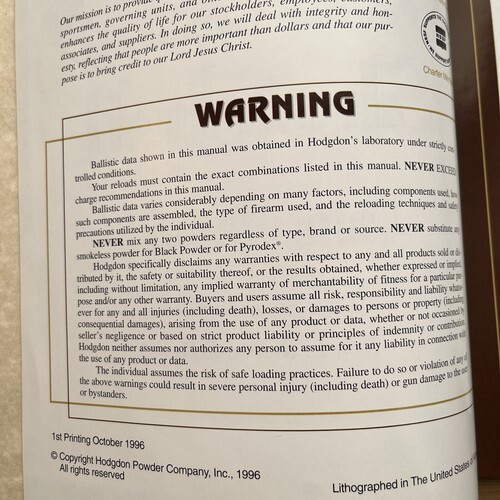 Our mission is to provide
sportsmen, governing units, and
enhances the quality of life for our stockholders, employees, customers,
associates, and suppliers. In doing so, we will deal with integrity and hon-
esty, reflecting that people are more important than dollars and that our pur-
pose is to bring credit to our Lord Jesus Christ.
Charter
WARNING
Ballistic data shown in this manual was obtained in Hodgdon's laboratory under strictly con-
trolled conditions.
Your reloads must contain the exact combinations listed in this manual. NEVER EXCEED
charge recommendations in this manual.
Ballistic data varies considerably depending on many factors, including components used, how
such components are assembled, the type of firearm used, and the reloading techniques and safety
precautions utilized by the individual.
NEVER mix any two powders regardless of type, brand or source. NEVER substitute any
smokeless powder for Black Powder or for Pyrodex®.
Hodgdon specifically disclaims any warranties with respect to any and all products sold or dis-
tributed by it, the safety or suitability thereof, or the results obtained, whether expressed or implied,
including without limitation, any implied warranty of merchantability of fitness for a particular pur-
pose and/or any other warranty. Buyers and users assume all risk, responsibility and liability whatso-
ever for any and all injuries (including death), losses, or damages to persons or property (including
consequential damages), arising from the use of any product or data, whether or not occasioned by
seller's negligence or based on strict product liability or principles of indemnity or contribution.
Hodgdon neither assumes nor authorizes any person to assume for it any liability in connection with
the use of any product or data.
The individual assumes the risk of safe loading practices. Failure to do so or violation of any of
the above warnings could result in severe personal injury (including death) or gun damage to the user
or bystanders.
1st Printing October 1996
© Copyright Hodgdon Powder Company, Inc., 1996
All rights reserved
Lithographed in The United States